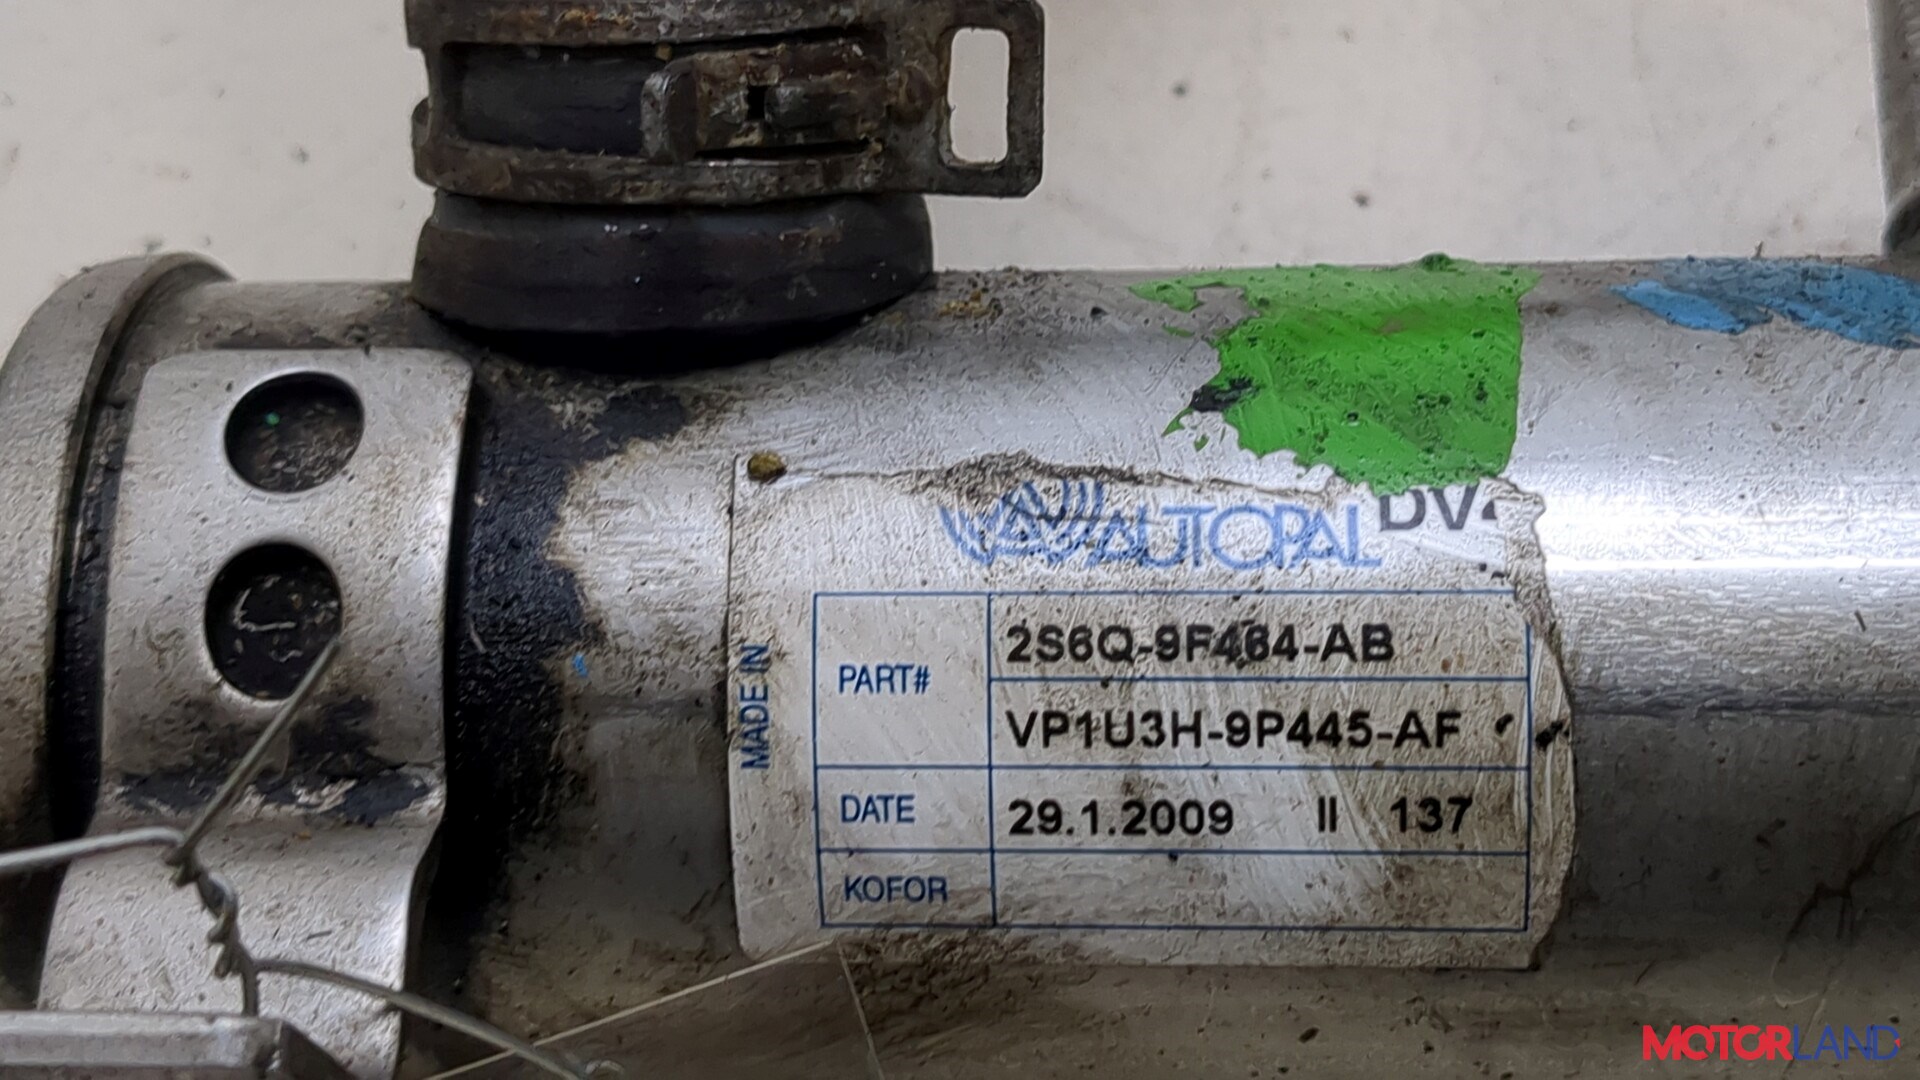 AUTOPAL DV
MADE IN
PART#
2S6Q-9F464-AB
VP1U3H-9P445-AF
DATE
29.1.2009 II 137
KOFOR
MOTORLAND